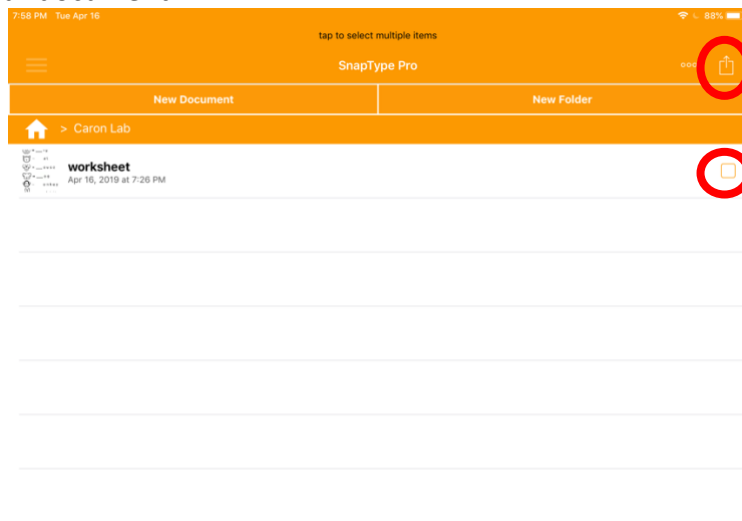 7:58 PM Tue Apr 16
88%
tap to select multiple items
SnapType Pro
New Document
New Folder
> Caron Lab
worksheet
Apr 16, 2019 at 7:26 PM